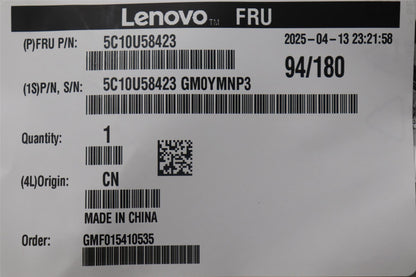 Lenovo™ FRU
(P)FRU P/N: 5C10U58423 2025-04-13 23:21:58
94/180
(1S)P/N, S/N: 5C10U58423 GM0YMNP3
Quantity: 1
(4L)Origin: CN
MADE IN CHINA
Order: GMF015410535